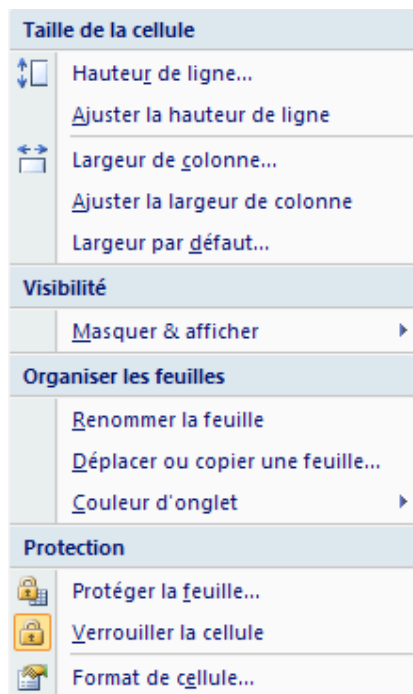 Taille de la cellule
Hauteur de ligne...
Ajuster la hauteur de ligne
Largeur de colonne...
Ajuster la largeur de colonne
Largeur par défaut...
Visibilité
Masquer & afficher
Organiser les feuilles
Renommer la feuille
Déplacer ou copier une feuille...
Couleur d'onglet
Protection
Protéger la feuille...
Verrouiller la cellule
Format de cellule...